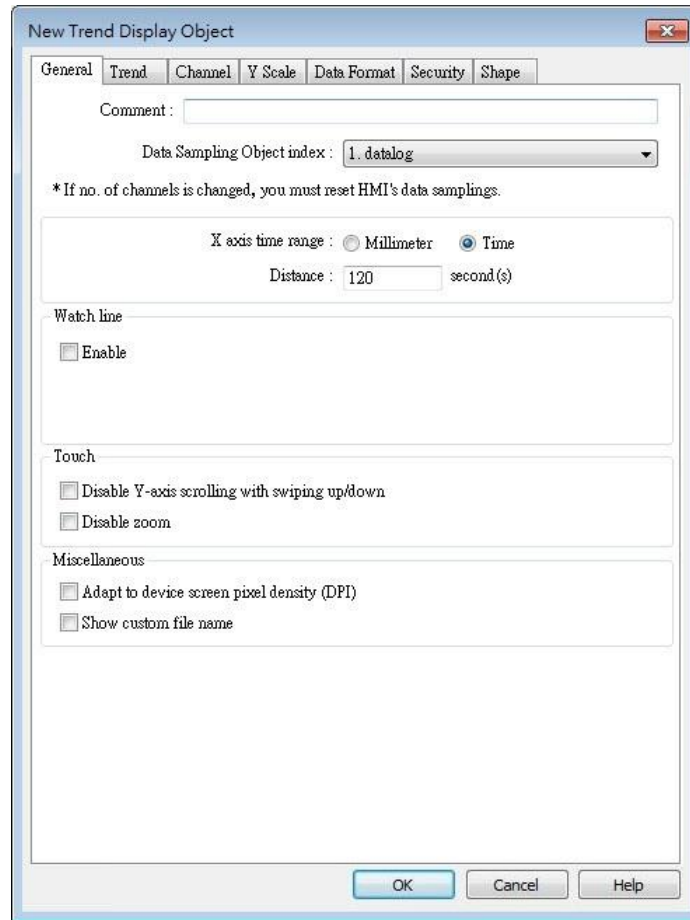 New Trend Display Object
General Trend Channel Y Scale Data Format Security Shape
Comment :
Data Sampling Object index : 1. datalog
* If no. of channels is changed, you must reset HMI's data samplings.
X axis time range : Millimeter Time
Distance : 120 second(s)
Watch line
Enable
Touch
Disable Y-axis scrolling with swiping up/down
Disable zoom
Miscellaneous
Adapt to device screen pixel density (DPI)
Show custom file name
OK Cancel Help